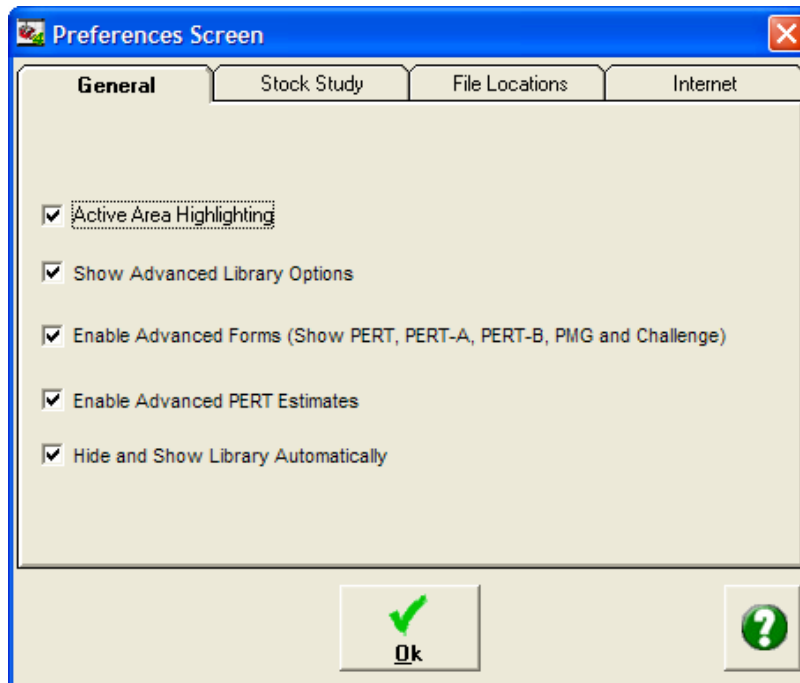 Preferences Screen
General
Stock Study
File Locations
Internet
Active Area Highlighting
Show Advanced Library Options
Enable Advanced Forms (Show PERT, PERT-A, PERT-B, PMG and Challenge)
Enable Advanced PERT Estimates
Hide and Show Library Automatically
Ok
?